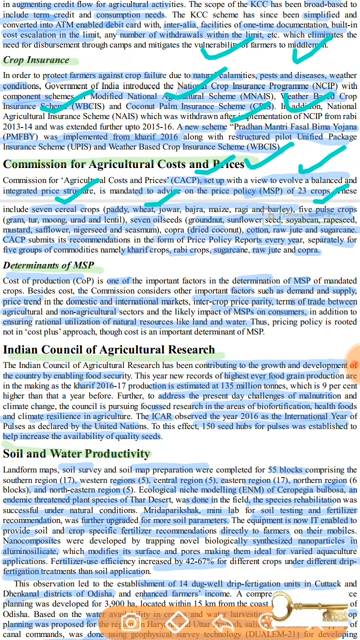 in augmenting credit flow for agricultural activities. The scope of the KCC has been broad-based to
include term credit and consumption needs. The KCC scheme has since been simplified and
converted into ATM enabled debit card with, inter-alia, facilities of one-time documentation, built-in
cost escalation in the limit, any number of withdrawals within the limit, etc. which eliminates the
need for disbursement through camps and mitigates the vulnerability of farmers to middlemen.
Crop Insurance
In order to protect farmers against crop failure due to natural calamities, pests and diseases, weather
conditions, Government of India introduced the National Crop Insurance Programme (NCIP) with
component schemes Modified National Agricultural Insurance Scheme (MNAIS), Weather Based Crop
Insurance Scheme (WBCIS) and Coconut Palm Insurance Scheme (CPIS). In addition, National
Agricultural Insurance Scheme (NAIS) which was withdrawn after implementation of NCIP from rabi
2013-14 and was extended further upto 2015-16. A new scheme "Pradhan Mantri Fasal Bima Yojana
(PMFBY) was implemented from kharif 2016 along with restructured pilot Unified Package
Insurance Scheme (UPIS) and Weather Based Crop Insurance Scheme (WBCIS)
Commission for Agricultural Costs and Prices
Commission for 'Agricultural Costs and Prices' (CACP), set up with a view to evolve a balanced and
integrated price structure, is mandated to advise on the price policy (MSP) of 23 crops. These
include seven cereal crops (paddy, wheat, jowar, bajra, maize, ragi and barley), five pulse crops
(gram, tur, moong, urad and lentil), seven oilseeds (groundnut, sunflower seed, soyabean, rapeseed,
mustard, safflower, nigerseed and seasmum), copra (dried coconut), cotton, raw jute and sugarcane.
CACP submits its recommendations in the form of Price Policy Reports every year, separately for
five groups of commodities namely kharif crops, rabi crops, sugarcane, raw jute and copra.
Determinants of MSP
Cost of production (CoP) is one of the important factors in the determination of MSP of mandated
crops. Besides cost, the Commission considers other important factors such as demand and supply,
price trend in the domestic and international markets, inter-crop price parity, terms of trade between
agricultural and non-agricultural sectors and the likely impact of MSPs on consumers, in addition to
ensuring rational utilization of natural resources like land and water. Thus, pricing policy is rooted
not in 'cost plus' approach, though cost is an important determinant of MSP.
Indian Council of Agricultural Research
The Indian Council of Agricultural Research has been contributing to the growth and development of
the country by enabling food security. This year new records of highest ever food grain production are
in the making as the kharif 2016-17 production is estimated at 135 million tonnes, which is 9 per cent
higher than that a year before. Further, to address the present day challenges of malnutrition and
climate change, the council is pursuing focussed research in the areas of biofortification, health foods
and climate resilience in agriculture. The ICAR observed the year 2016 as the International Year of
Pulses as declared by the United Nations. To this effect, 150 seed hubs for pulses was established to
help increase the availability of quality seeds.
Soil and Water Productivity
Landform maps, soil survey and soil map preparation were completed for 55 blocks comprising the
southern region (17), western regions (5), central region (5), eastern region (17), northern region (6
blocks), and north-eastern region (5). Ecological niche modelling (ENM) of Ceropegia bulbosa, an
endemic threatened plant species of Thar Desert, was done in the field, the species rehabilitation was
successful under natural conditions. Mridaparikshak, mini lab for soil testing and fertilizer
recommendation, was further upgraded for more soil parameters. The equipment is now IT enabled to
provide soil and crop specific fertilizer recommendations directly to farmers on their mobiles.
Nanocomposites were developed by trapping novel biologically synthesized nanoparticles in
aluminosilicate, which modifies its surface and pores making them ideal for varied aquaculture
applications. Fertilizer-use efficiency increased 42-67% for different crops under different drip-
fertigation treatments than soil application.
This observation led to the establishment of 14 dug-well drip-fertigation units in Cuttack and
Dhenkanal districts of Odisha, and enhanced farmers' income. A
planning was developed for 3,900 ha, located within 15 km from the coast
Odisha. Based on the water availability
planning was proposed for the
canal commands, was done using geophysical survey technology (DUALEM-21) for developed